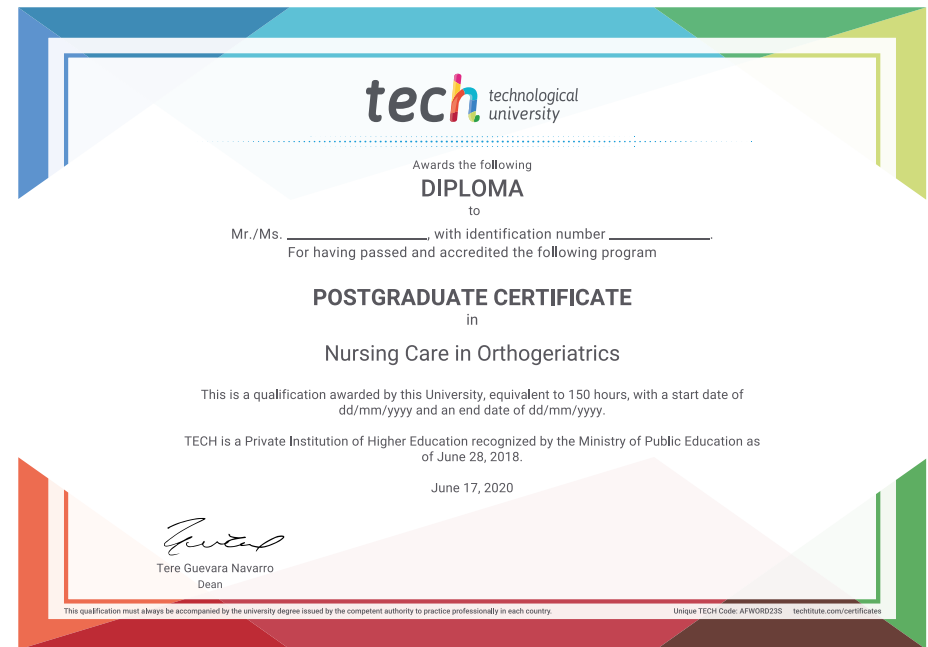 tech technological
university
Awards the following
DIPLOMA
to
Mr./Ms. ____________________, with identification number ______________.
For having passed and accredited the following program
POSTGRADUATE CERTIFICATE
in
Nursing Care in Orthogeriatrics
This is a qualification awarded by this University, equivalent to 150 hours, with a start date of
dd/mm/yyyy and an end date of dd/mm/yyyy.
TECH is a Private Institution of Higher Education recognized by the Ministry of Public Education as
of June 28, 2018.
June 17, 2020
Tere Guevara Navarro
Dean
This qualification must always be accompanied by the university degree issued by the competent authority to practice professionally in each country.
Unique TECH Code: AFWORD23S techtitute.com/certificates